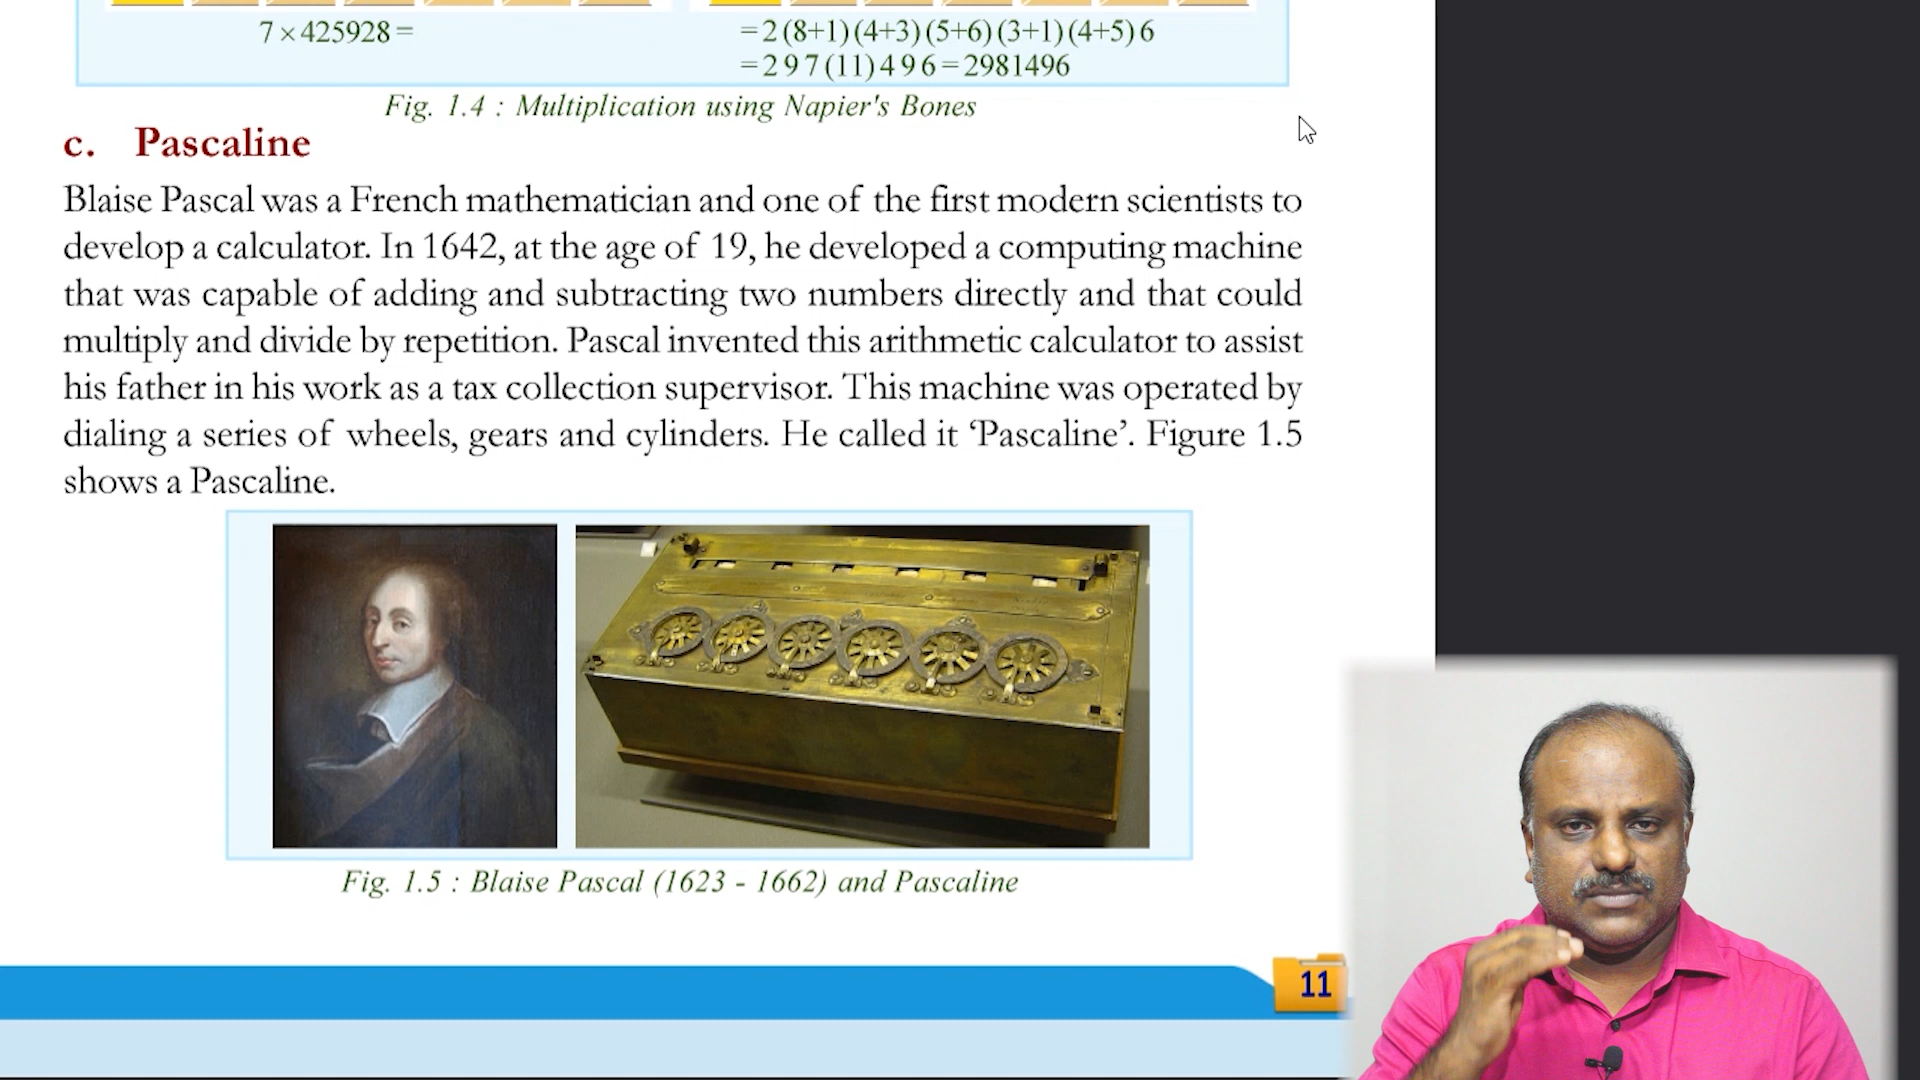 7×425928=
=2(8+1)(4+3)(5+6)(3+1)(4+5)6
=297(11)496=2981496
Fig. 1.4 : Multiplication using Napier's Bones
c. Pascaline
Blaise Pascal was a French mathematician and one of the first modern scientists to
develop a calculator. In 1642, at the age of 19, he developed a computing machine
that was capable of adding and subtracting two numbers directly and that could
multiply and divide by repetition. Pascal invented this arithmetic calculator to assist
his father in his work as a tax collection supervisor. This machine was operated by
dialing a series of wheels, gears and cylinders. He called it ‘Pascaline’. Figure 1.5
shows a Pascaline.
Fig. 1.5 : Blaise Pascal (1623 - 1662) and Pascaline
11